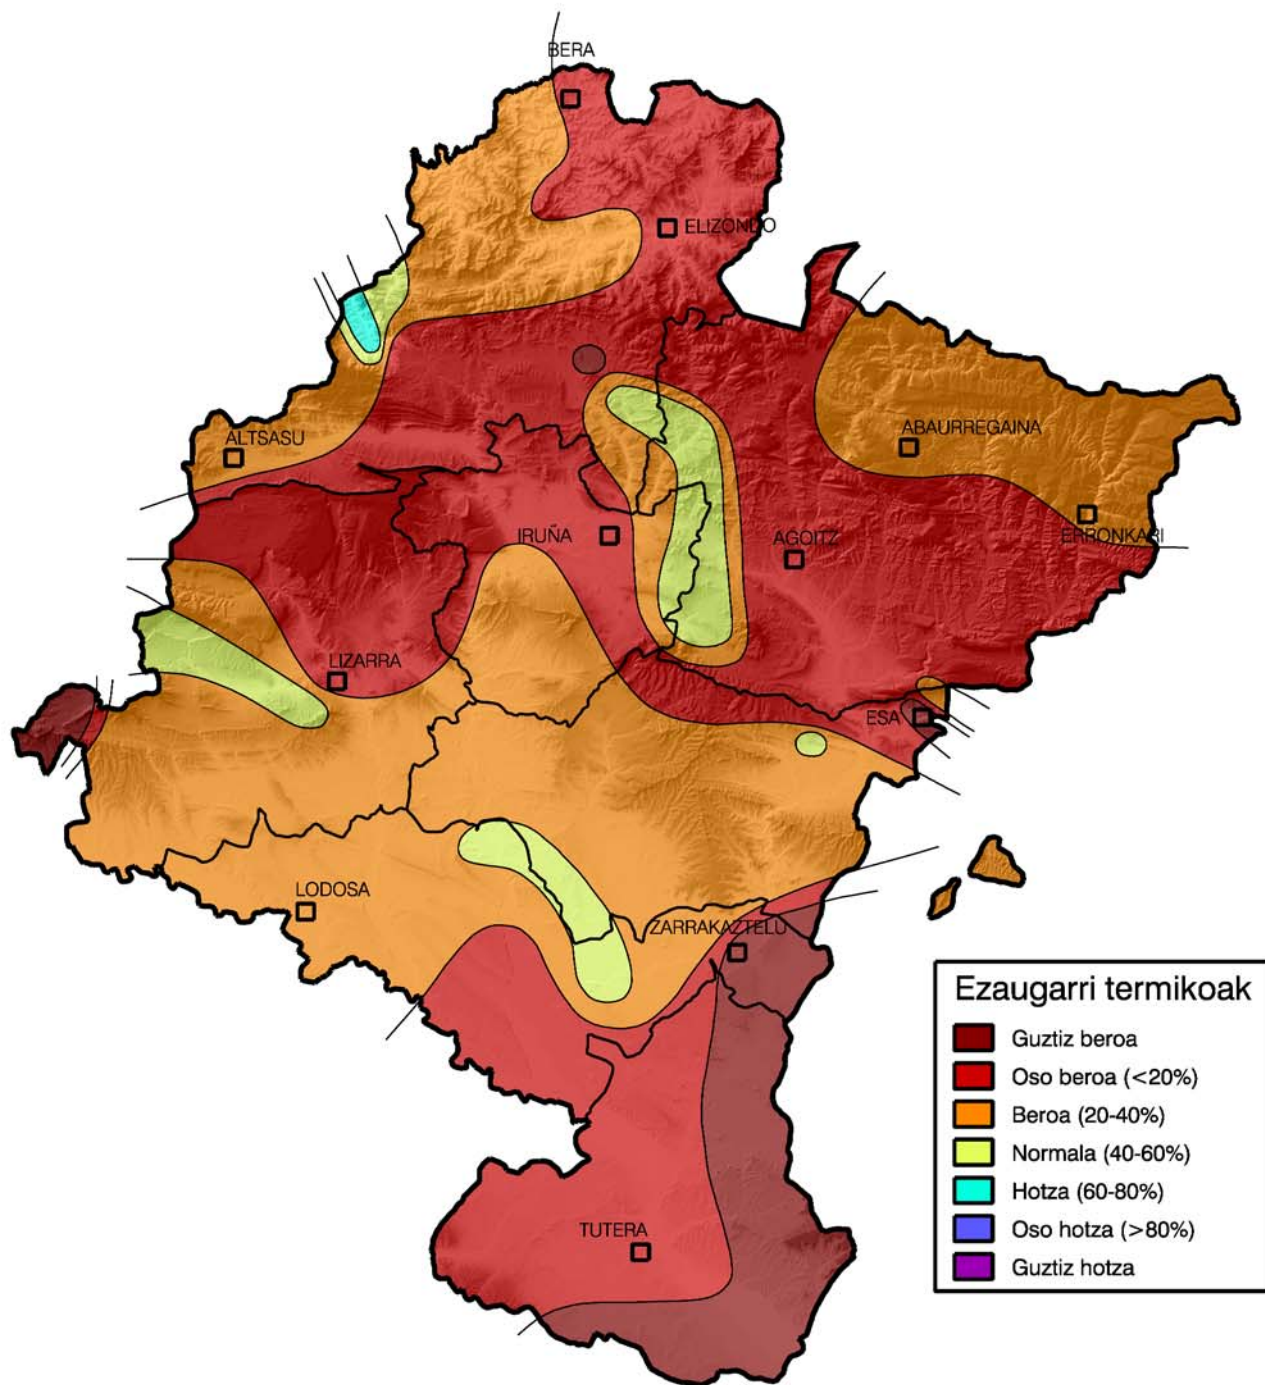 BERA
ELIZONDO
ALTSASU
ABAURREGAINA
IRUÑA
AGOITZ
ERRONKARI
LIZARRA
ESA
LODOSA
ZARRAKAZTELU
TUTERA
Ezaugarri termikoak
Guztiz beroa
Oso beroa (<20%)
Beroa (20-40%)
Normala (40-60%)
Hotza (60-80%)
Oso hotza (>80%)
Guztiz hotza